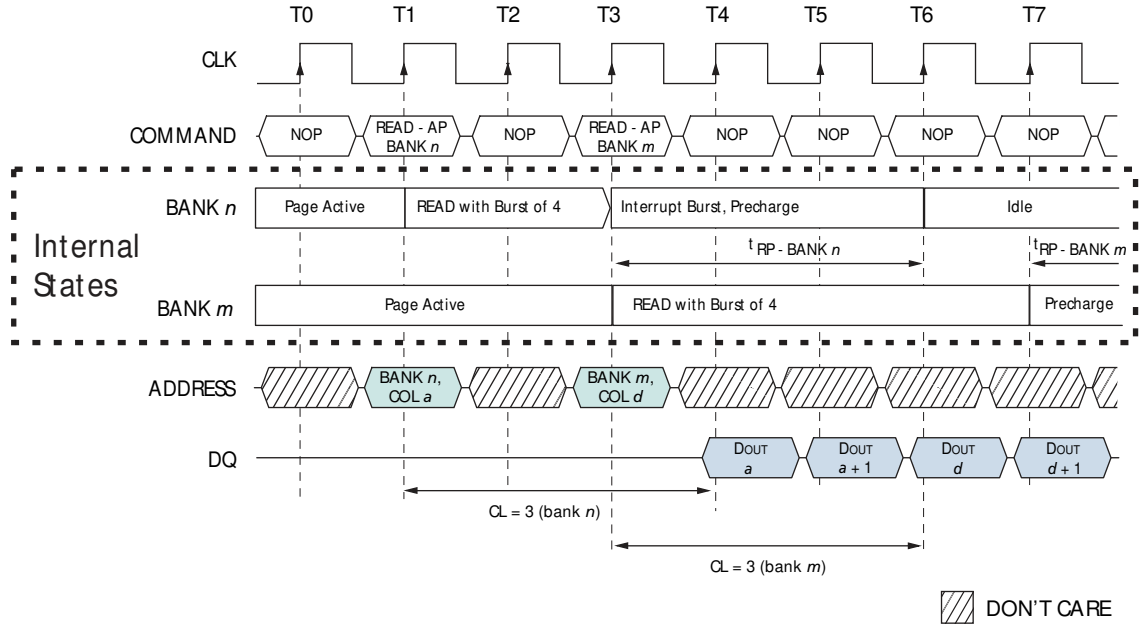 T0 T1 T2 T3 T4 T5 T6 T7
CLK
COMMAND NOP READ - AP BANK n NOP READ - AP BANK m NOP NOP NOP NOP
Internal States
BANK n Page Active READ with Burst of 4 Interrupt Burst, Precharge Idle
tRP - BANK n tRP - BANK m
BANK m Page Active READ with Burst of 4 Precharge
ADDRESS BANK n, COL a BANK m, COL d
DQ DOUT a DOUT a + 1 DOUT d DOUT d + 1
CL = 3 (bank n)
CL = 3 (bank m)
DON'T CARE